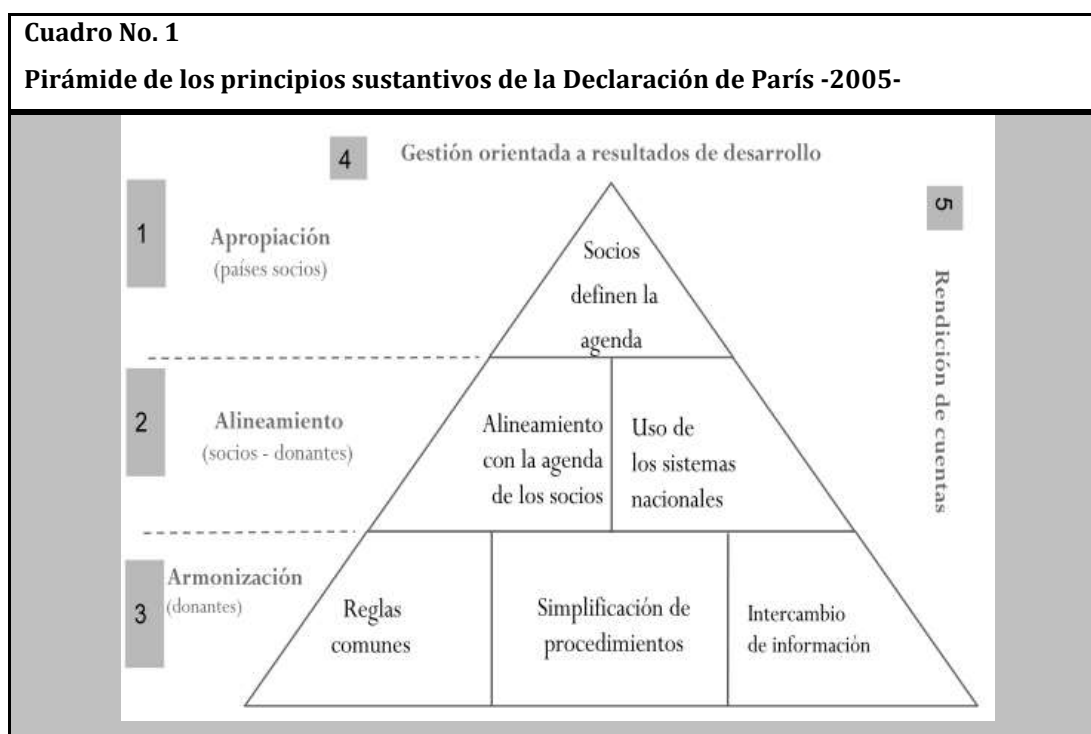 Cuadro No. 1
Pirámide de los principios sustantivos de la Declaración de París -2005-
4 Gestión orientada a resultados de desarrollo
1
Apropiación
(países socios)
Socios
definen la
agenda
2
Alineamiento
(socios - donantes)
Alineamiento
con la agenda
de los socios
Uso de
los sistemas
nacionales
3
Armonización
(donantes)
Reglas
comunes
Simplificación de
procedimientos
Intercambio
de información
5
Rendición de cuentas